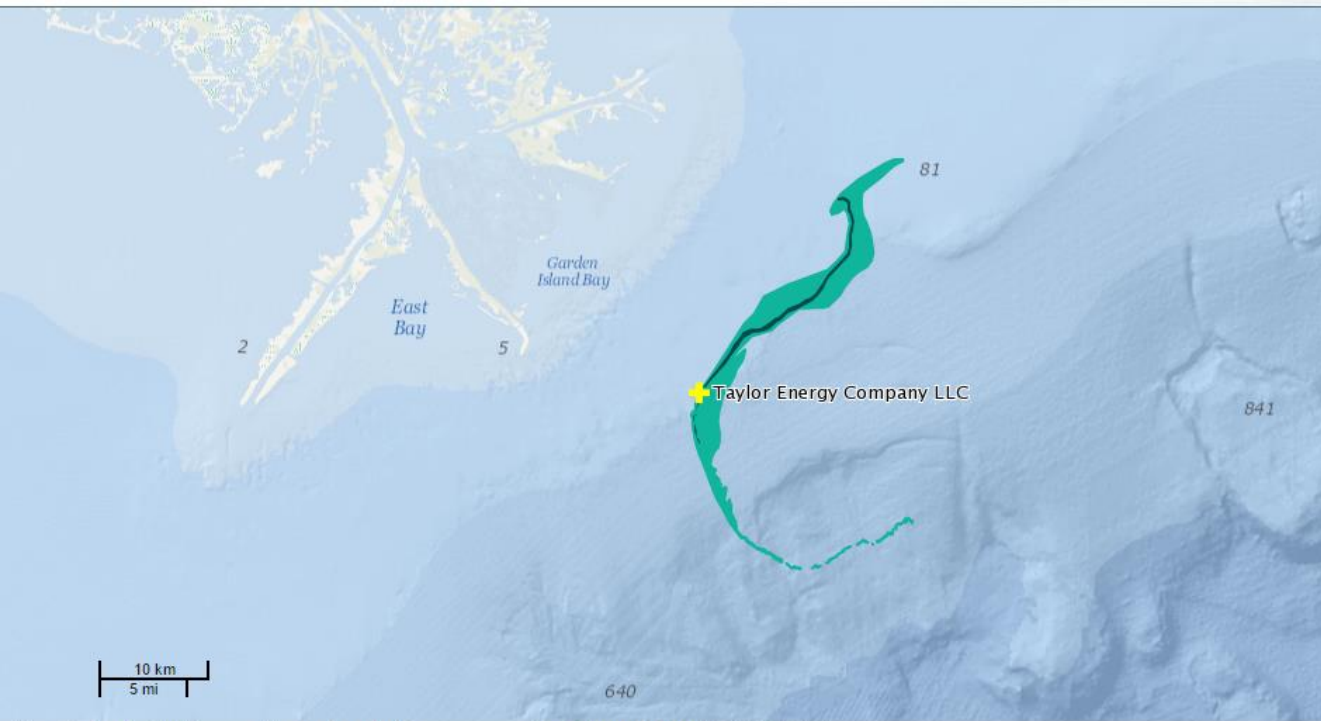 81
Garden
Island Bay
East
Bay
2
5
Taylor Energy Company LLC
841
10 km
5 mi
640